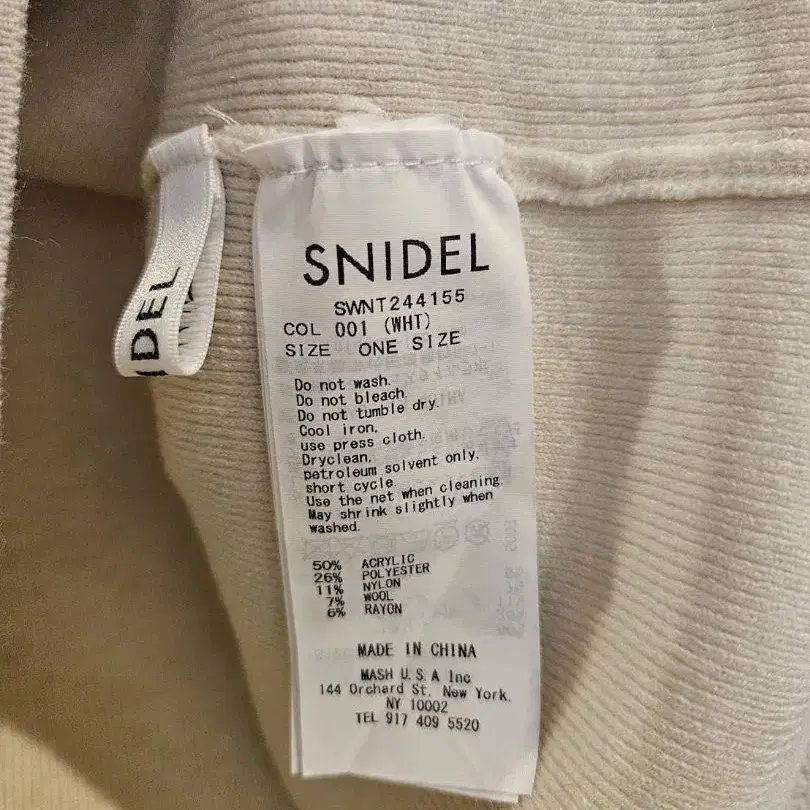 SNIDEL
SWNT244155
COL 001 (WHT)
SIZE ONE SIZE
Do not wash.
Do not bleach.
Do not tumble dry.
Cool iron,
use press cloth.
Dryclean,
petroleum solvent only.
short cycle.
Use the net when cleaning.
May shrink slightly when
washed.
50% ACRYLIC
26% POLYESTER
11% NYLON
7% WOOL
6% RAYON
MADE IN CHINA
MASH U.S.A Inc
144 Orchard St. New York.
NY 10002
TEL 917 409 5520
IDEL